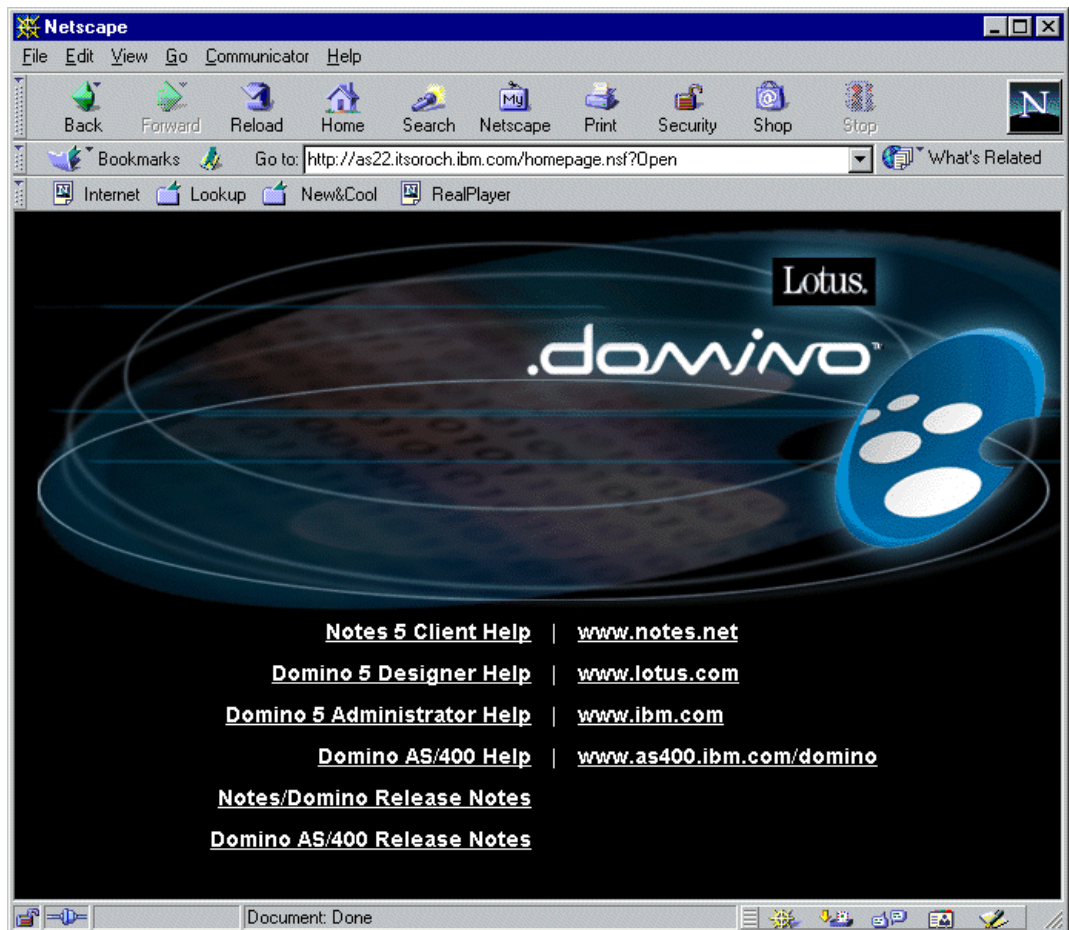 Netscape
File Edit View Go Communicator Help
Back Forward Reload Home Search Netscape Print Security Shop Stop
My
N
Bookmarks Go to: http://as22.itsoroch.ibm.com/homepage.nsf?Open What's Related
Internet Lookup New&Cool RealPlayer
Lotus.
.domino™
Notes 5 Client Help | www.notes.net
Domino 5 Designer Help | www.lotus.com
Domino 5 Administrator Help | www.ibm.com
Domino AS/400 Help | www.as400.ibm.com/domino
Notes/Domino Release Notes
Domino AS/400 Release Notes
Document: Done